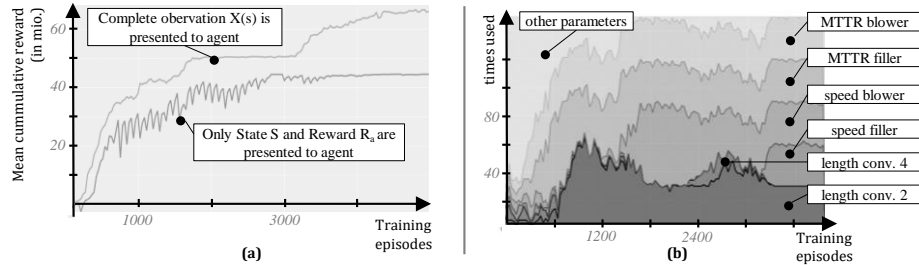 (a)
Mean cummulative reward
(in mio.)
60
40
20
Complete obervation X(s) is
presented to agent
Only State S and Reward Rₐ are
presented to agent
1000
3000
Training
episodes
(a)
times used
80
40
other parameters
MTTR blower
MTTR filler
speed blower
speed filler
length conv. 4
length conv. 2
1200
2400
Training
episodes
(b)